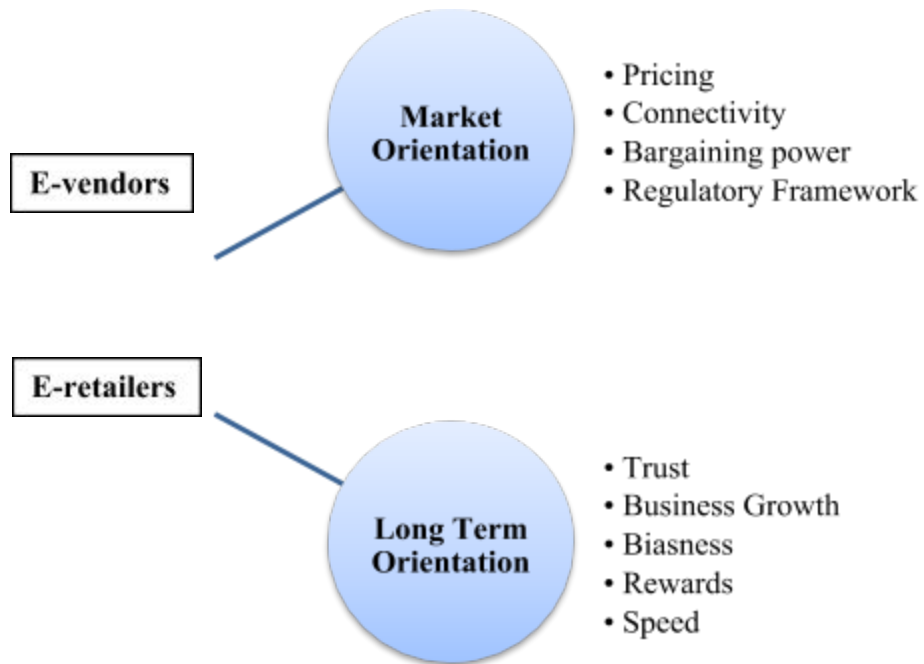 E-vendors
Market
Orientation
• Pricing
• Connectivity
• Bargaining power
• Regulatory Framework
E-retailers
Long Term
Orientation
• Trust
• Business Growth
• Biasness
• Rewards
• Speed